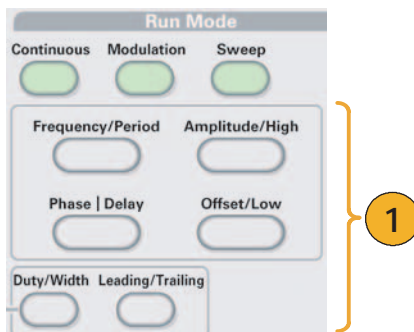 Run Mode
Continuous Modulation Sweep
Frequency/Period Amplitude/High
Phase | Delay Offset/Low
1
Duty/Width Leading/Trailing